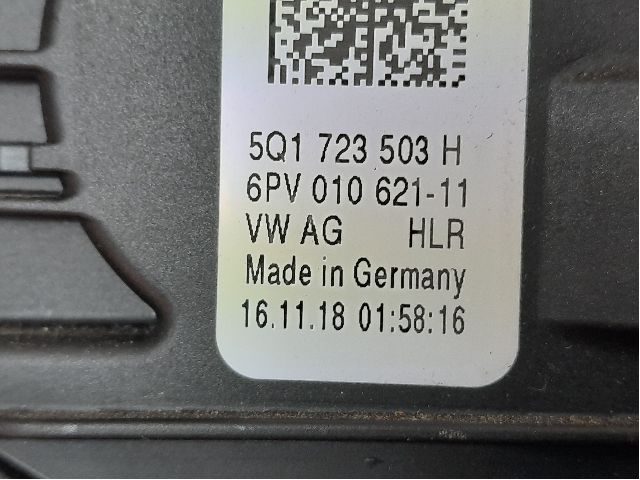 5Q1 723 503 H
6PV 010 621-11
VW AG HLR
Made in Germany
16.11.18 01:58:16